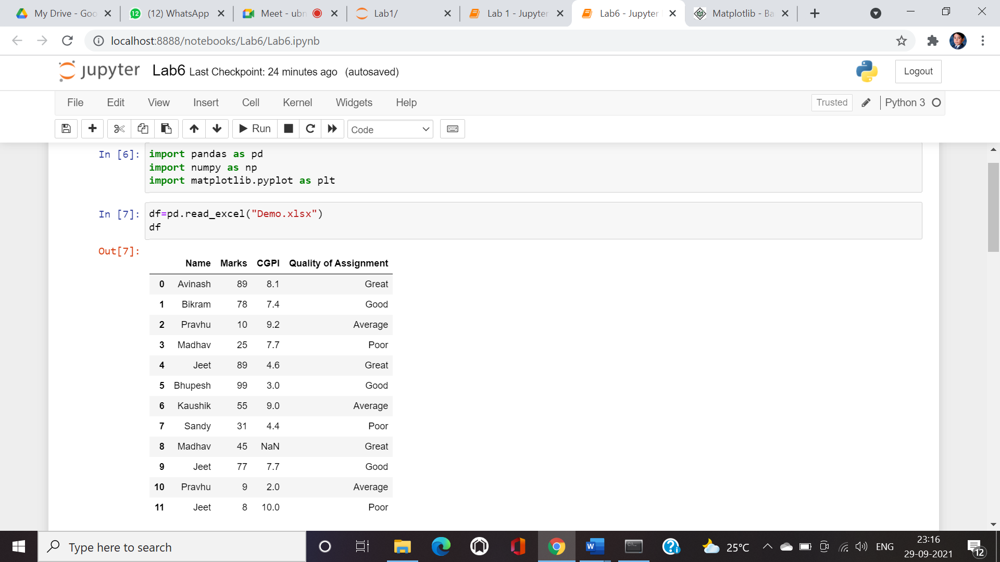 My Drive - Goo
12 (12) WhatsApp
Meet - ubn
Lab1/
Lab 1 - Jupyter
Lab6 - Jupyter
Matplotlib - Ba
localhost:8888/notebooks/Lab6/Lab6.ipynb
jupyter Lab6 Last Checkpoint: 24 minutes ago (autosaved)
Logout
File Edit View Insert Cell Kernel Widgets Help
Trusted
Python 3
Run
Code
In [6]: import pandas as pd
import numpy as np
import matplotlib.pyplot as plt
In [7]: df=pd.read_excel("Demo.xlsx")
df
Out[7]:
Name Marks CGPI Quality of Assignment
0 Avinash 89 8.1 Great
1 Bikram 78 7.4 Good
2 Pravhu 10 9.2 Average
3 Madhav 25 7.7 Poor
4 Jeet 89 4.6 Great
5 Bhupesh 99 3.0 Good
6 Kaushik 55 9.0 Average
7 Sandy 31 4.4 Poor
8 Madhav 45 NaN Great
9 Jeet 77 7.7 Good
10 Pravhu 9 2.0 Average
11 Jeet 8 10.0 Poor
Type here to search
25°C
ENG
23:16
29-09-2021
12